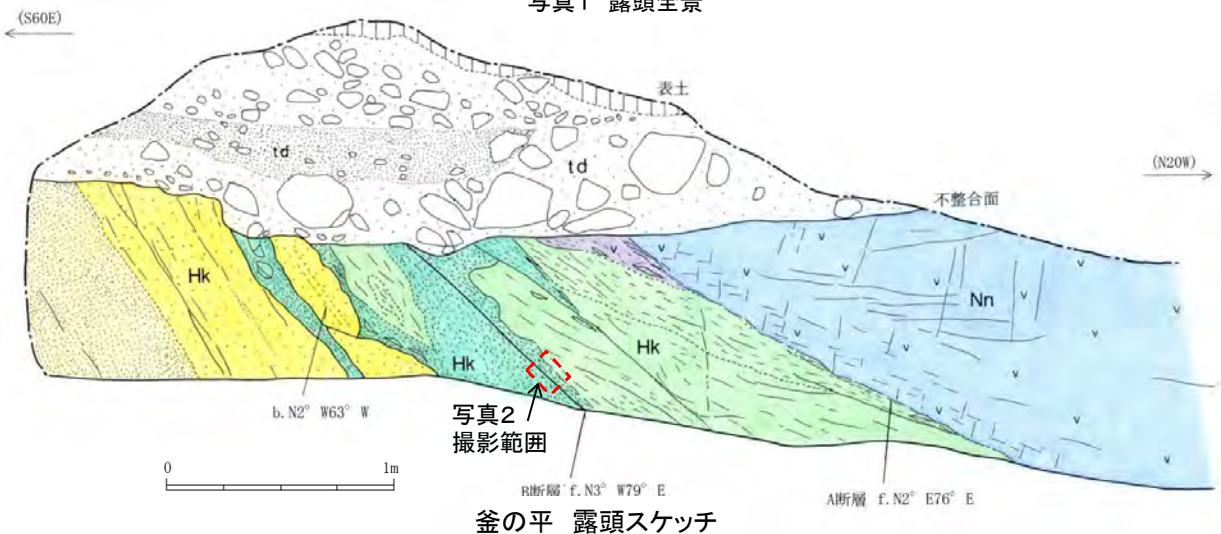 写真1 露頭全景
(S60E)
表土
td
td
(N20W)
不整合面
Hk
Nn
Hk
Hk
b. N2° W63° W
写真2
撮影範囲
0 1m
B断層 f. N3° W79° E
A断層 f. N2° E76° E
釜の平 露頭スケッチ